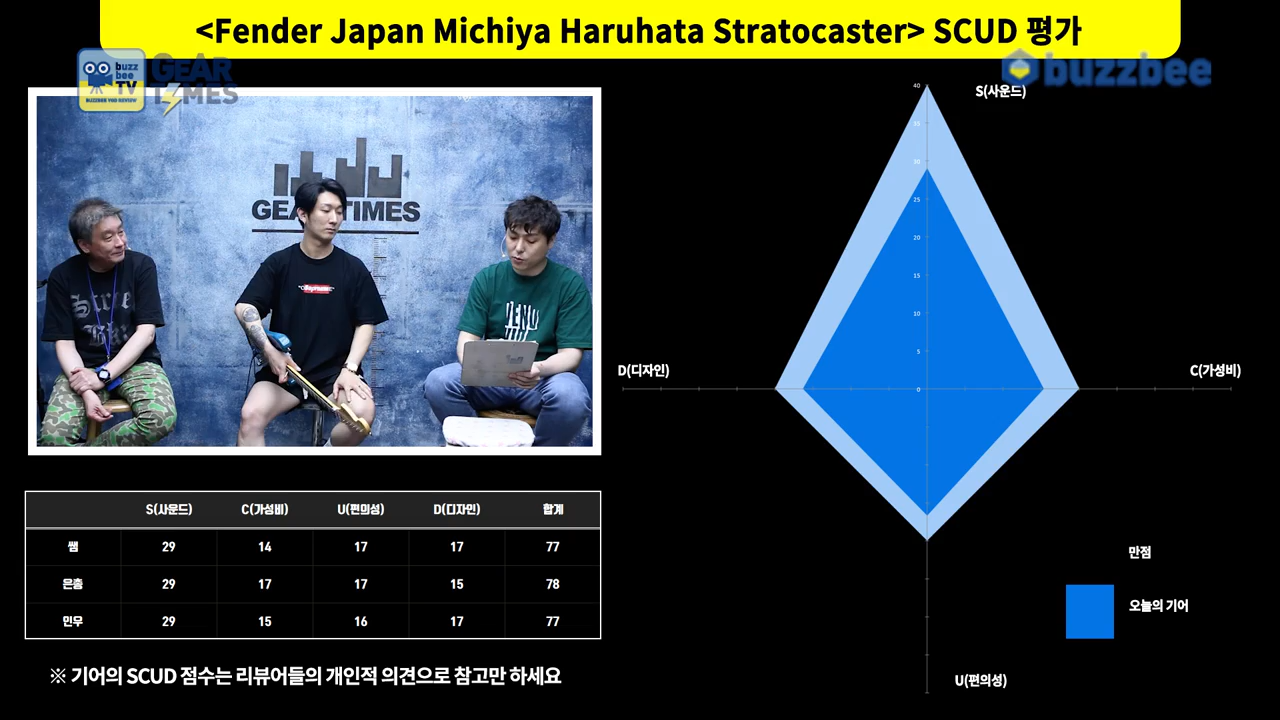 <Fender Japan Michiya Haruhata Stratocaster> SCUD 평가
buzz
bee
TV
BUZZBEE YOU REVIEW
GEAR
TIMES
buzzbee
GEAR TIMES
Supreme
S(사운드)
40
35
30
25
20
15
10
5
0
D(디자인)
C(가성비)
U(편의성)
만점
오늘의 기어
S(사운드) C(가성비) U(편의성) D(디자인) 합계
쌤 29 14 17 17 77
은총 29 17 17 15 78
민우 29 15 16 17 77
※ 기어의 SCUD 점수는 리뷰어들의 개인적 의견으로 참고만 하세요